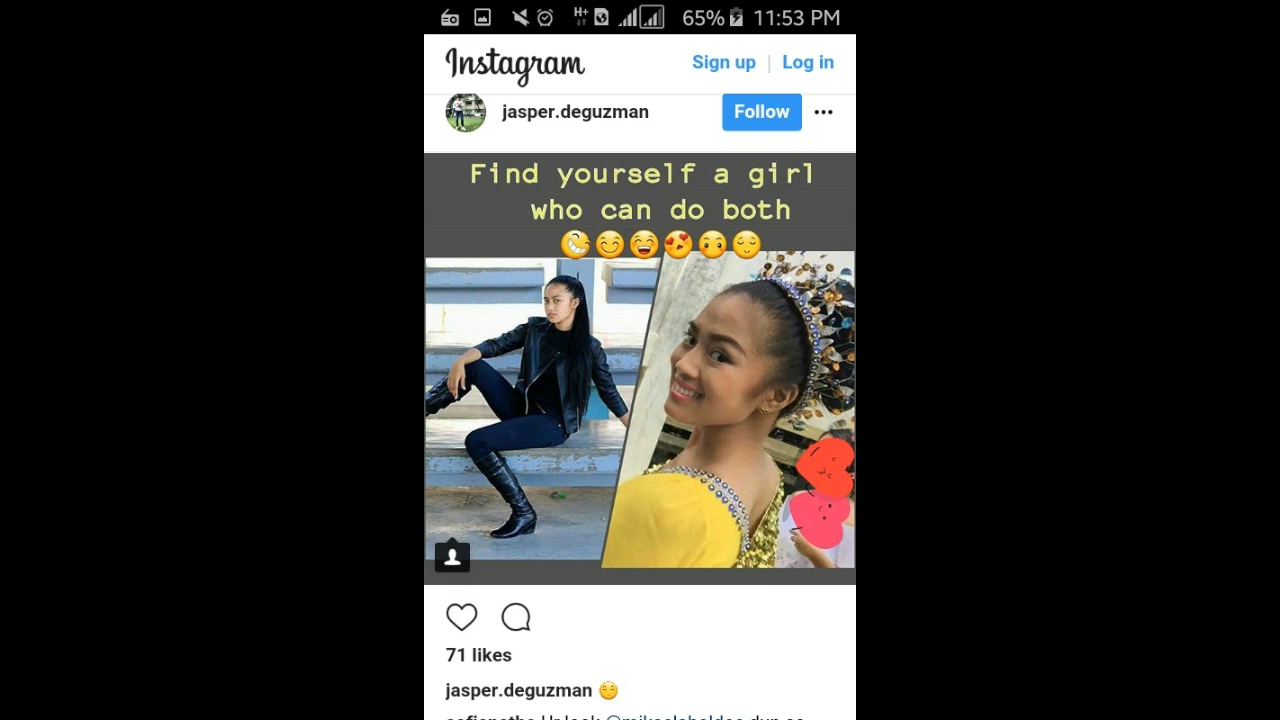 H+ 65% 11:53 PM
Instagram Sign up | Log in
jasper.deguzman Follow
Find yourself a girl
who can do both
71 likes
jasper.deguzman